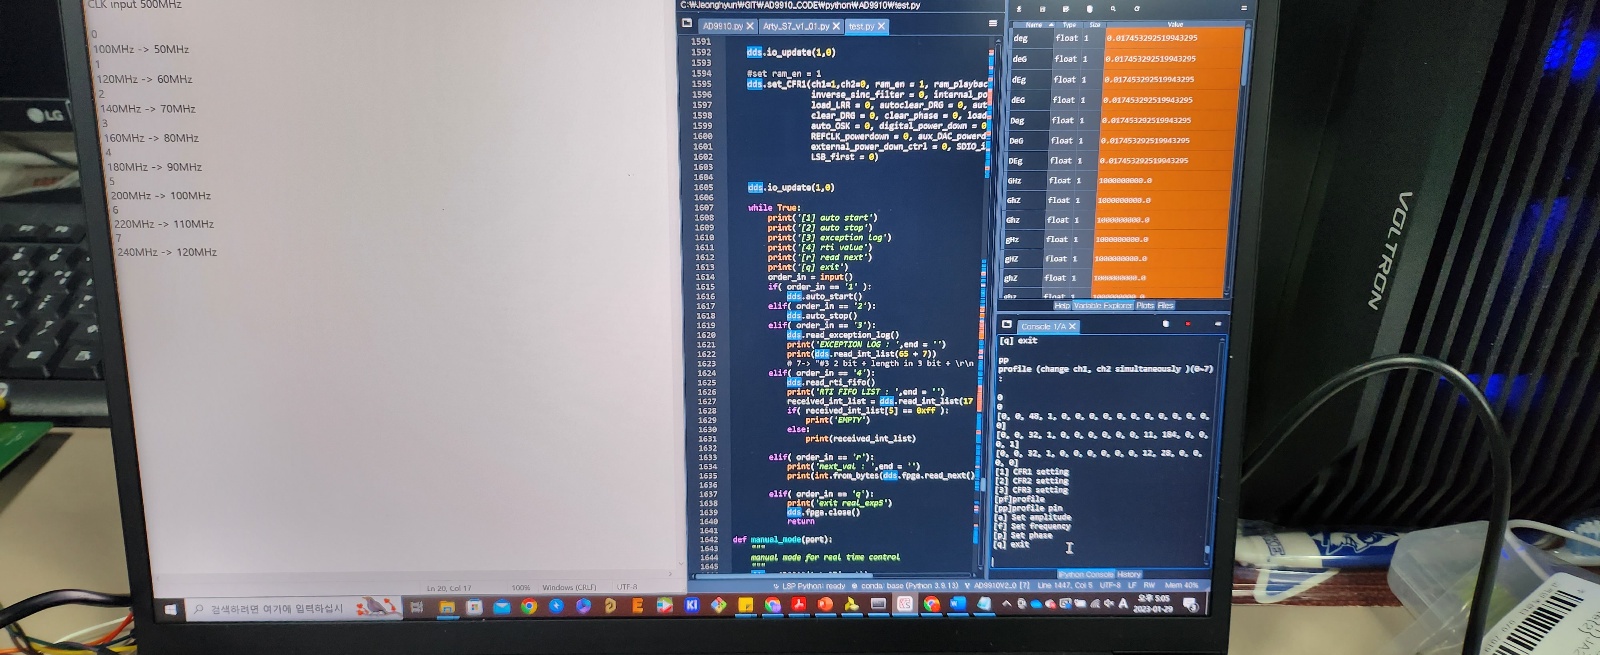 CLK input 500MHz
0
100MHz -> 50MHz
1
120MHz -> 60MHz
2
140MHz -> 70MHz
3
160MHz -> 80MHz
4
180MHz -> 90MHz
5
200MHz -> 100MHz
6
220MHz -> 110MHz
7
240MHz -> 120MHz
Ln 20, Col 17
100%
Windows (CRLF)
UTF-8
C:₩Jeonghyun₩GIT₩AD9910_CODE₩python₩AD9910₩test.py
AD9910.py
Arty_S7_v1_01.py
test.py
1591
1592 dds.io_update(1,0)
1593
1594 #set ram_en = 1
1595 dds.set_CFR1(ch1=1,ch2=0, ram_en = 1, ram_playbac
1596 inverse_sinc_filter = 0, internal_po
1597 load_LRR = 0, autoclear_DRG = 0, aut
1598 clear_DRG = 0, clear_phase = 0, load
1599 auto_OSK = 0, digital_power_down = 0
1600 REFCLK_powerdown = 0, aux_DAC_powerd
1601 external_power_down_ctrl = 0, SDIO_i
1602 LSB_first = 0)
1603
1604
1605 dds.io_update(1,0)
1606
1607 while True:
1608 print('[1] auto start')
1609 print('[2] auto stop')
1610 print('[3] exception log')
1611 print('[4] rti value')
1612 print('[r] read next')
1613 print('[q] exit')
1614 order_in = input()
1615 if( order_in == '1' ):
1616 dds.auto_start()
1617 elif( order_in == '2'):
1618 dds.auto_stop()
1619 elif( order_in == '3'):
1620 dds.read_exception_log()
1621 print('EXCEPTION LOG : ',end = '')
1622 print(dds.read_int_list(65 + 7))
1623 # 7-> "#3 2 bit + length in 3 bit + \r\n
1624 elif( order_in == '4'):
1625 dds.read_rti_fifo()
1626 print('RTI FIFO LIST : ',end = '')
1627 received_int_list = dds.read_int_list(17
1628 if( received_int_list[5] == 0xff ):
1629 print('EMPTY')
1630 else:
1631 print(received_int_list)
1632
1633 elif( order_in == 'r'):
1634 print('next_val : ',end = '')
1635 print(int.from_bytes(dds.fpga.read_next()
1636
1637 elif( order_in == 'q'):
1638 print('exit real_exp5')
1639 dds.fpga.close()
1640 return
1641
1642 def manual_mode(port):
1643 """
1644 manual mode for real time control
1645 """
Name Type Size Value
deg float 1 0.017453292519943295
deG float 1 0.017453292519943295
dEg float 1 0.017453292519943295
dEG float 1 0.017453292519943295
Deg float 1 0.017453292519943295
DeG float 1 0.017453292519943295
DEg float 1 0.017453292519943295
GHz float 1 1000000000.0
GhZ float 1 1000000000.0
Ghz float 1 1000000000.0
gHz float 1 1000000000.0
gHZ float 1 1000000000.0
ghZ float 1 1000000000.0
ghz float 1 1000000000.0
Help Variable Explorer Plots Files
Console 1/A
[q] exit
pp
profile (change ch1, ch2 simultaneously )(0~7)
:
0
0
[0, 0, 48, 1, 0, 0, 0, 0, 0, 0, 0, 0, 0, 0,
0]
[0, 0, 32, 1, 0, 0, 0, 0, 0, 0, 11, 184, 0, 0,
0, 1]
[0, 0, 32, 1, 0, 0, 0, 0, 0, 0, 12, 28, 0, 0,
0, 0]
[1] CFR1 setting
[2] CFR2 setting
[3] CFR3 setting
[pf]profile
[pp]profile pin
[a] Set amplitude
[f] Set frequency
[p] Set phase
[q] exit
IPython Console History
LSP Python: ready conda: base (Python 3.9.13) AD9910V2_0 [7] Line 1447, Col 5 UTF-8 LF RW Mem 40%
검색하려면 여기에 입력하십시
A 오후 5:05
2023-01-29
LG
VOLTRON